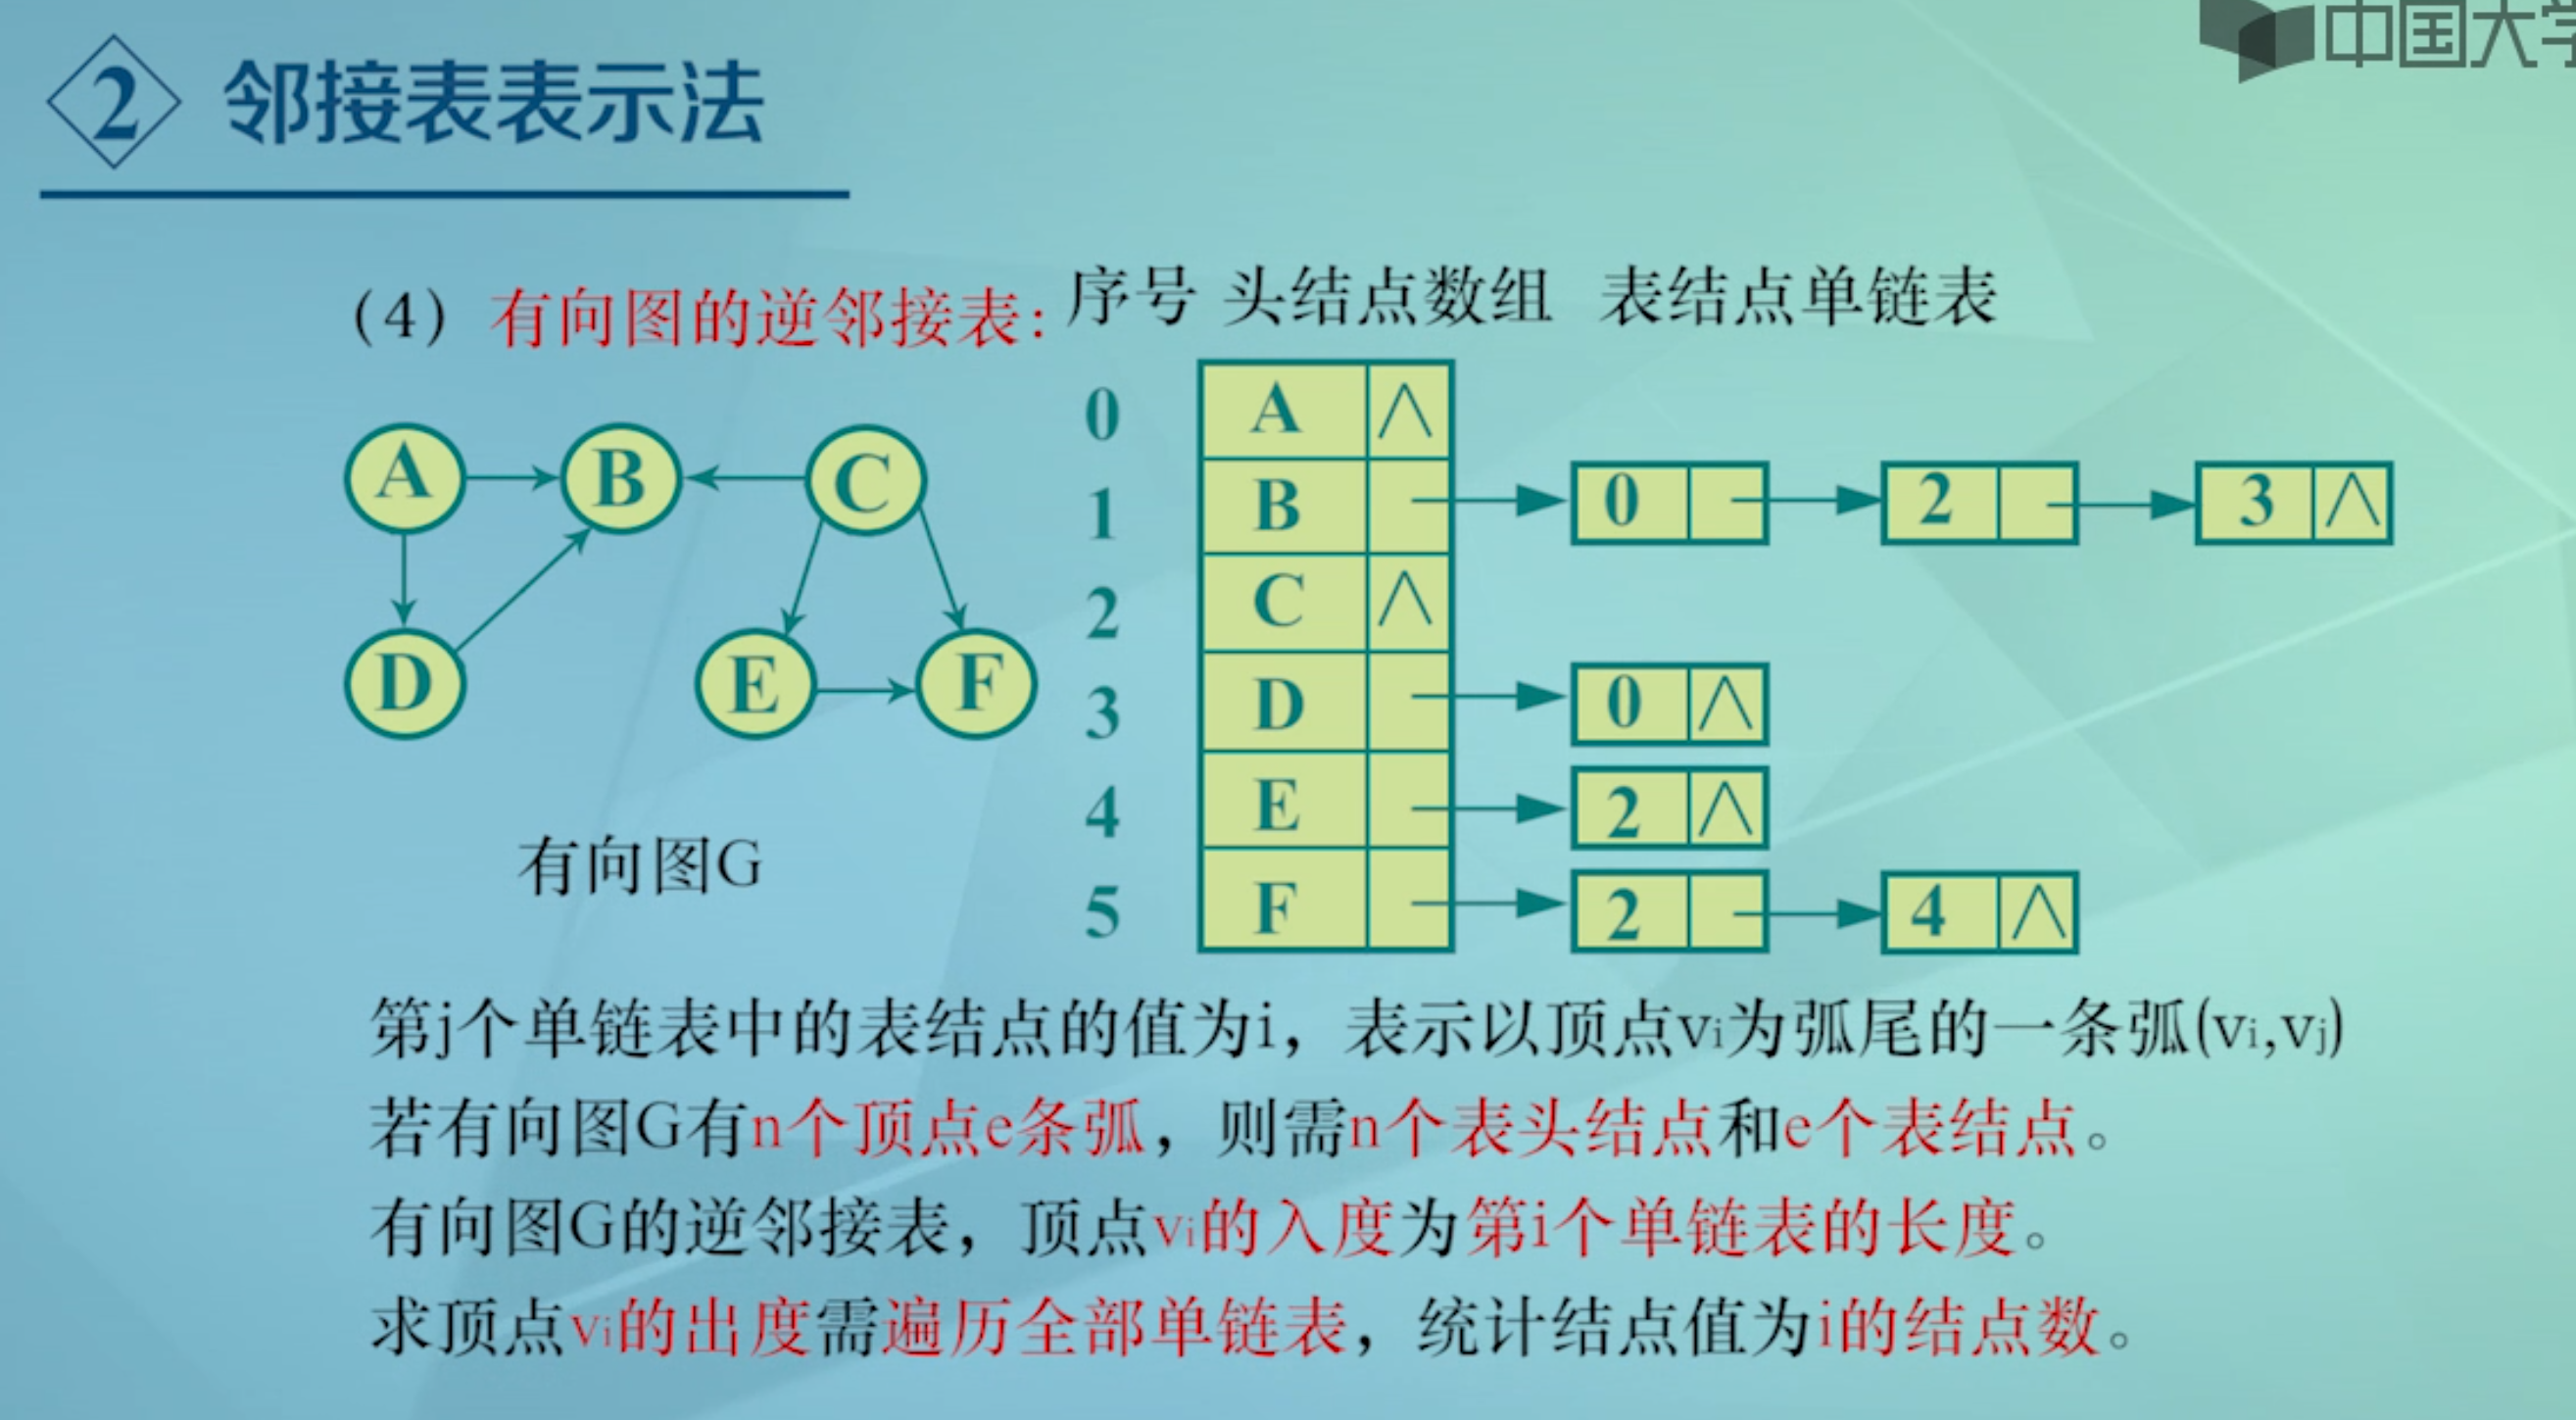 中国大学
2 邻接表表示法
(4) 有向图的逆邻接表:
序号 头结点数组 表结点单链表
A B C
D E F
有向图G
0 A ∧
1 B 0 2 3 ∧
2 C ∧
3 D 0 ∧
4 E 2 ∧
5 F 2 4 ∧
第j个单链表中的表结点的值为i，表示以顶点vi为弧尾的一条弧(vi,vj)
若有向图G有n个顶点e条弧，则需n个表头结点和e个表结点。
有向图G的逆邻接表，顶点vi的入度为第i个单链表的长度。
求顶点vi的出度需遍历全部单链表，统计结点值为i的结点数。